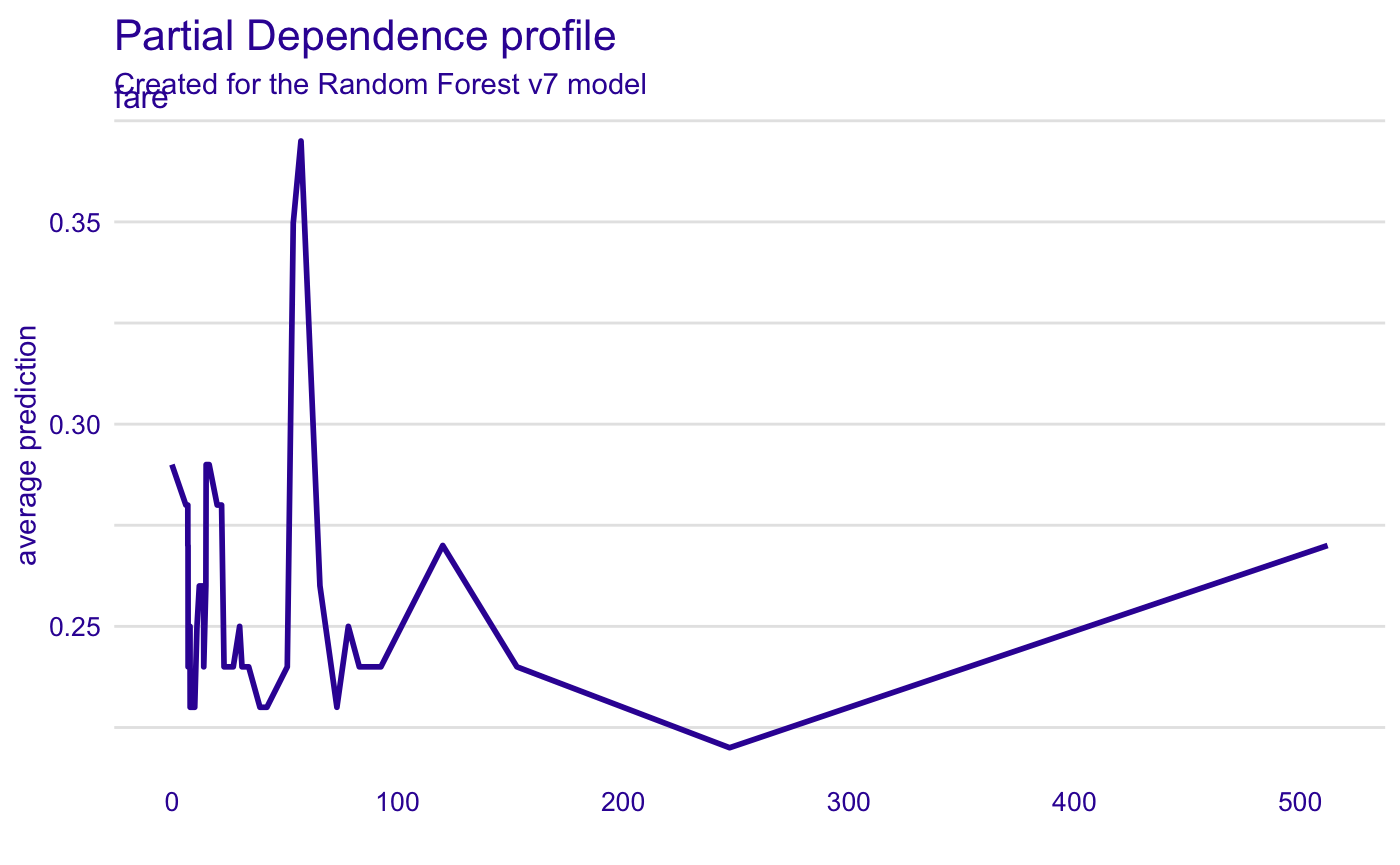 Partial Dependence profile
Created for the Random Forest v7 model
fare
average prediction
0.35
0.30
0.25
0 100 200 300 400 500